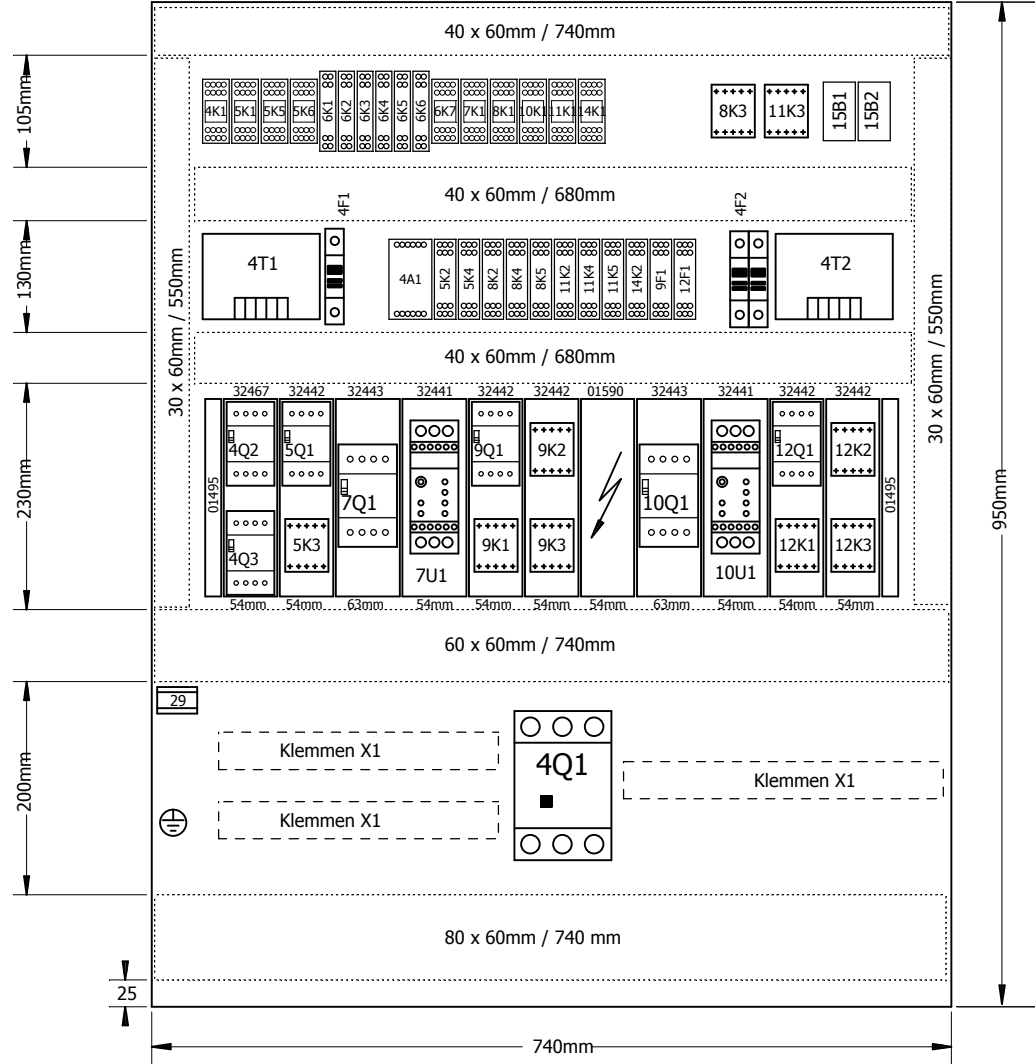 40 x 60mm / 740mm
105mm
4K1 5K1 5K5 5K6 6K1 6K2 6K3 6K4 6K5 6K6 6K7 7K1 8K1 10K1 11K1 14K1 8K3 11K3 15B1 15B2
40 x 60mm / 680mm
4F1 4F2
130mm
30 x 60mm / 550mm
4T1 4A1 5K2 5K4 8K2 8K4 8K5 11K2 11K4 11K5 14K2 9F1 12F1 4T2
30 x 60mm / 550mm
40 x 60mm / 680mm
32467 32442 32443 32441 32442 32442 01590 32443 32441 32442 32442
230mm
01495
4Q2 5Q1 9Q1 9K2 12Q1 12K2
7Q1 10Q1
01495
950mm
4Q3 5K3 9K1 9K3 12K1 12K3
7U1 10U1
54mm 54mm 63mm 54mm 54mm 54mm 54mm 63mm 54mm 54mm 54mm
60 x 60mm / 740mm
29
200mm
Klemmen X1
4Q1
Klemmen X1
Klemmen X1
80 x 60mm / 740 mm
25
740mm